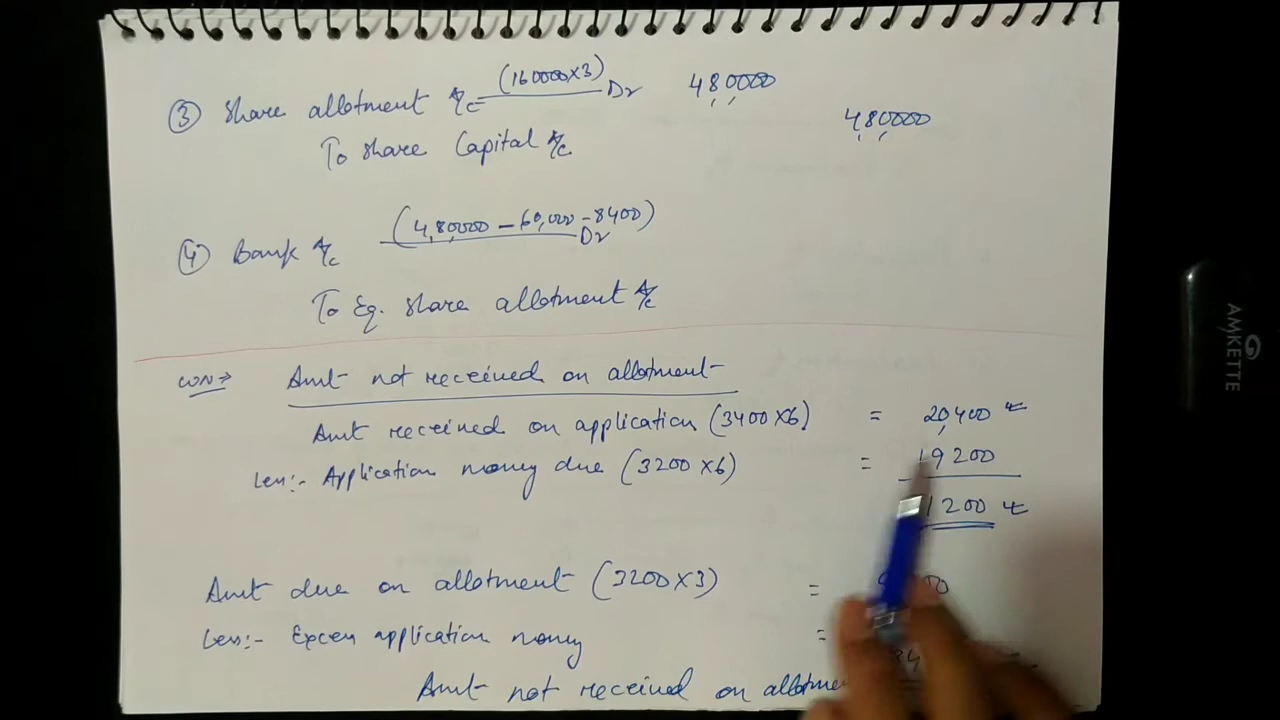 ③ Share allotment A/c (160000×3) Dr 480000
To Share Capital A/c 480000
④ Bank A/c (4,80000 - 60,000 - 8400) Dr
To Eq. Share allotment A/c
WN ⇒ Amt not received on allotment
Amt received on application (3400×6) = 20,400
Less:- Application money due (3200×6) = 19200
1200
Amt due on allotment (3200×3) =
Less:- Excess application money =
Amt not received on allotment
AMKETTE